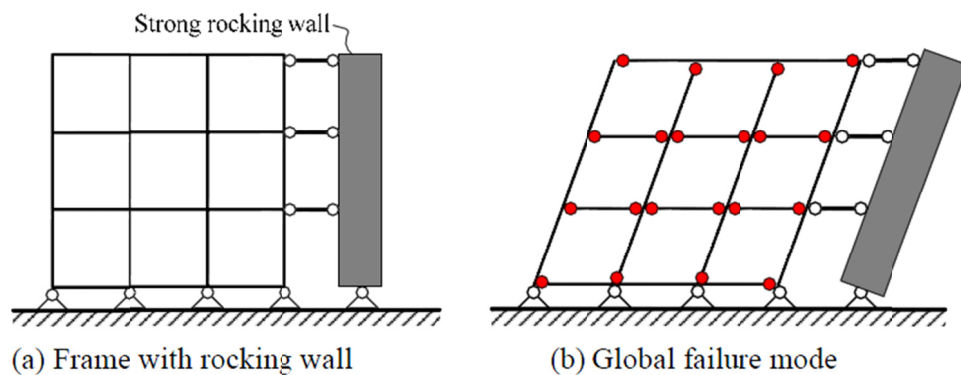 Strong rocking wall
(a) Frame with rocking wall
(b) Global failure mode